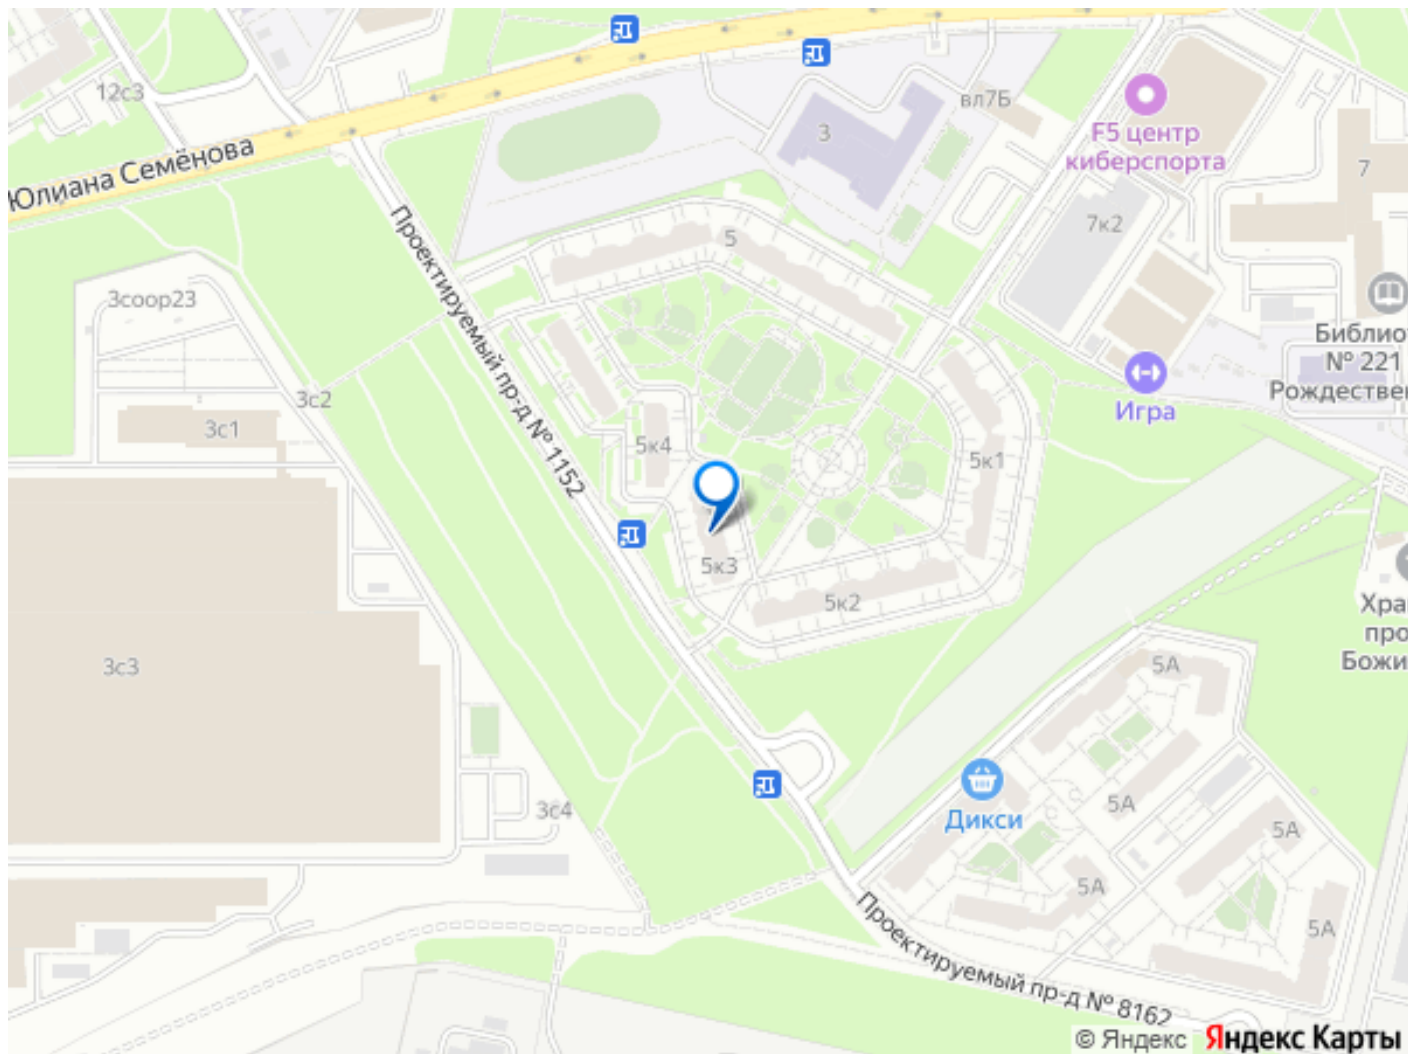 12с3
Юлиана Семёнова
3
вл7Б
F5 центр
киберспорта
7
7к2
5
Проектируемый пр-д № 1152
3соор23
3с2
3с1
5к4
5к1
Игра
Библио
№ 221
Рождествен
5к3
5к2
Хра
про
Божи
3с3
5А
3с4
Дикси
5А
5А
5А
5А
Проектируемый пр-д № 8162
© Яндекс Яндекс Карты